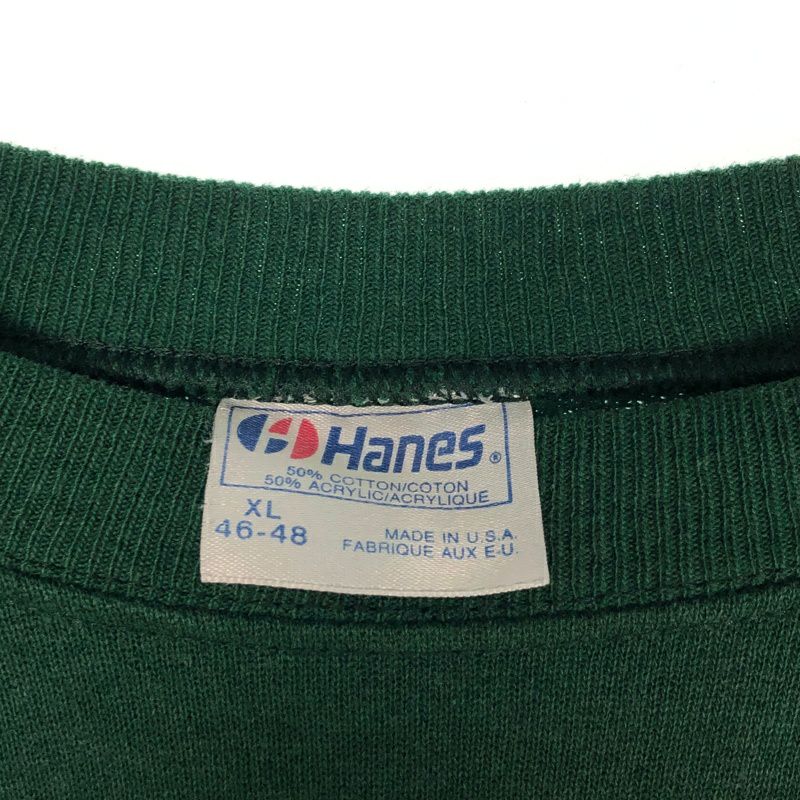 Hanes®
50% COTTON/COTON
50% ACRYLIC/ACRYLIQUE
XL
46-48
MADE IN U.S.A.
FABRIQUE AUX E-U.